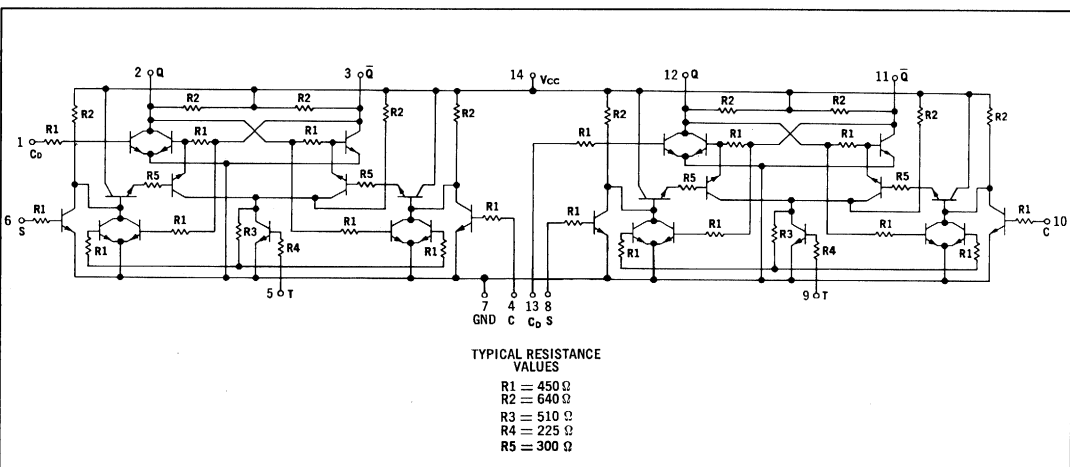 2 Q
3 Q̄
14 VCC
12 Q
11 Q̄
R2 R2 R2 R2
R2 R2 R2 R2
1 CD
R1 R1 R1
R1 R1 R1
R5 R5 R5 R5
6 S
R1 R1 R1 R1
R1 R3 R4 R1
10 C
R1 R1 R1 R1
R1 R3 R4 R1
5 T
9 T
7 GND
4 C
13 CD
8 S
TYPICAL RESISTANCE
VALUES
R1 = 450 Ω
R2 = 640 Ω
R3 = 510 Ω
R4 = 225 Ω
R5 = 300 Ω